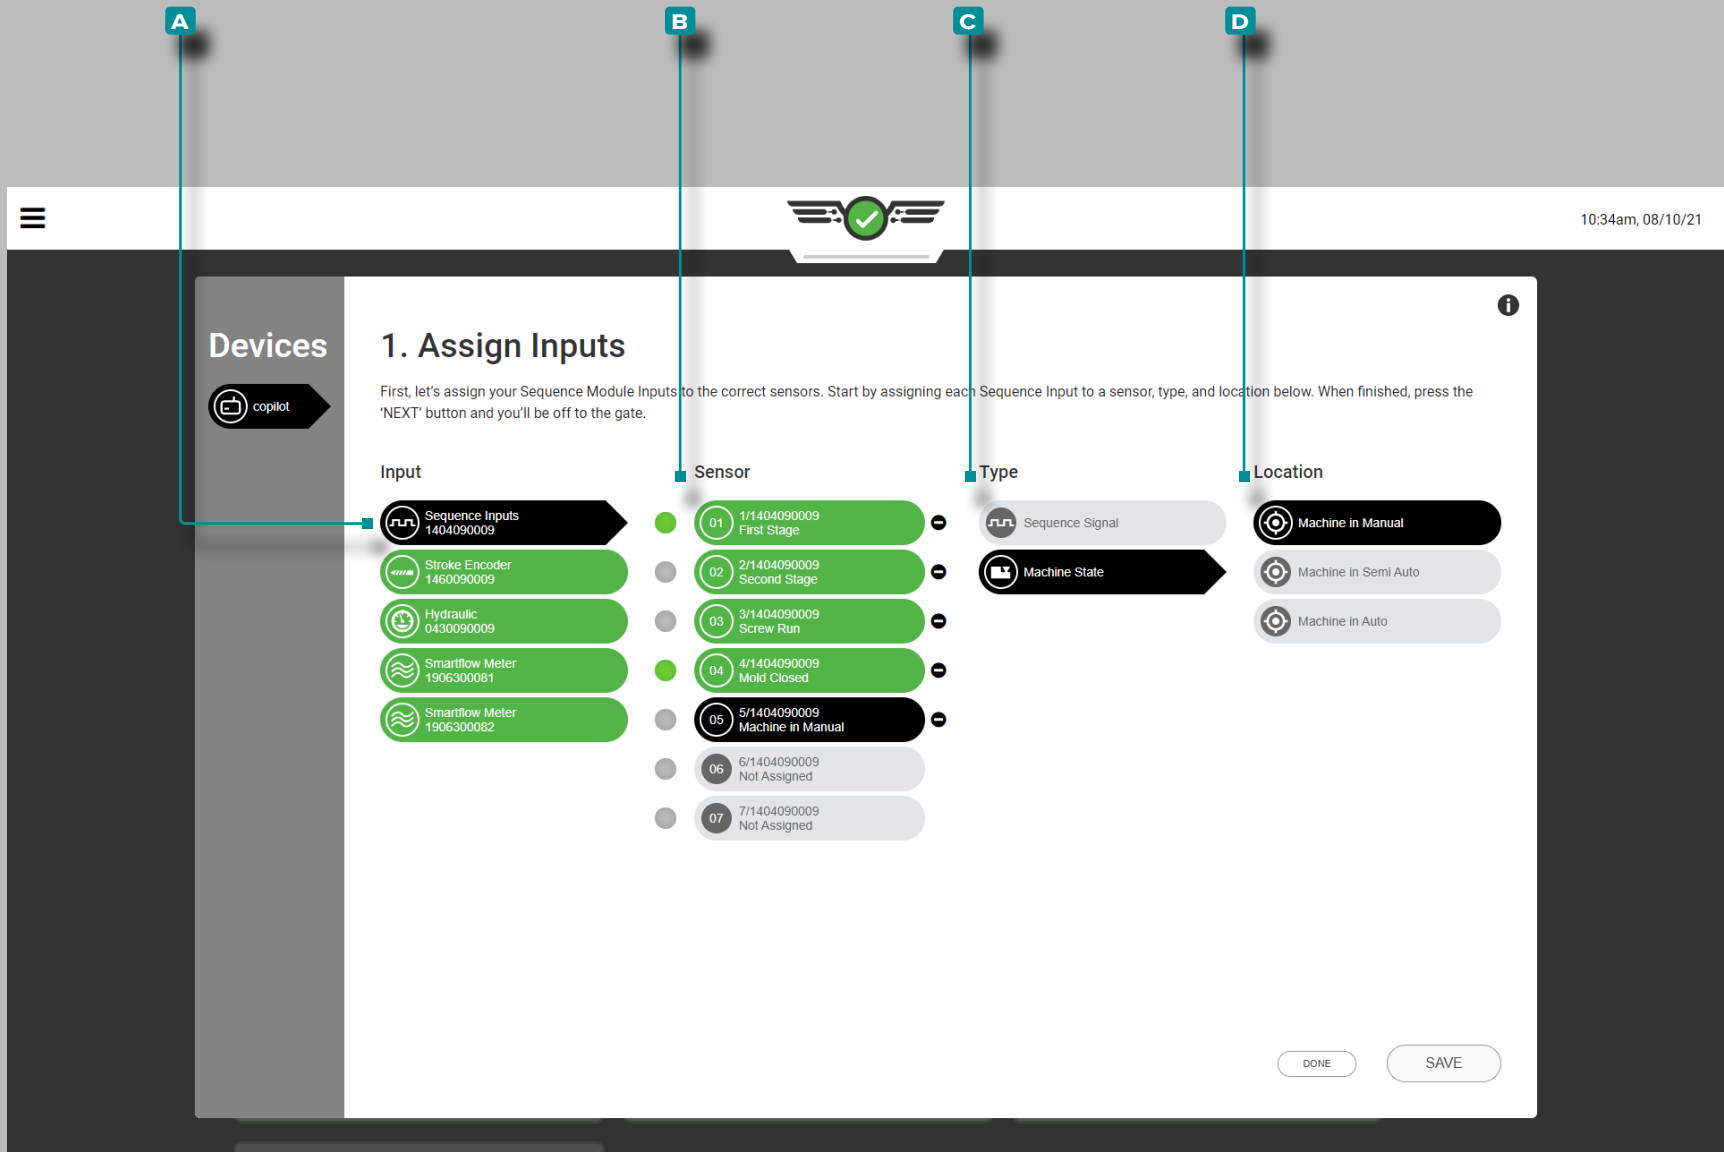 A
B
C
D
10:34am, 08/10/21
Devices
copilot
1. Assign Inputs
First, let's assign your Sequence Module Inputs to the correct sensors. Start by assigning each Sequence Input to a sensor, type, and location below. When finished, press the
‘NEXT’ button and you'll be off to the gate.
Input
Sequence Inputs
1404090009
Stroke Encoder
1460090009
Hydraulic
0430090009
Smartflow Meter
1906300081
Smartflow Meter
1906300082
Sensor
01
1/1404090009
First Stage
02
2/1404090009
Second Stage
03
3/1404090009
Screw Run
04
4/1404090009
Mold Closed
05
5/1404090009
Machine in Manual
06
6/1404090009
Not Assigned
07
7/1404090009
Not Assigned
Type
Sequence Signal
Machine State
Location
Machine in Manual
Machine in Semi Auto
Machine in Auto
DONE
SAVE